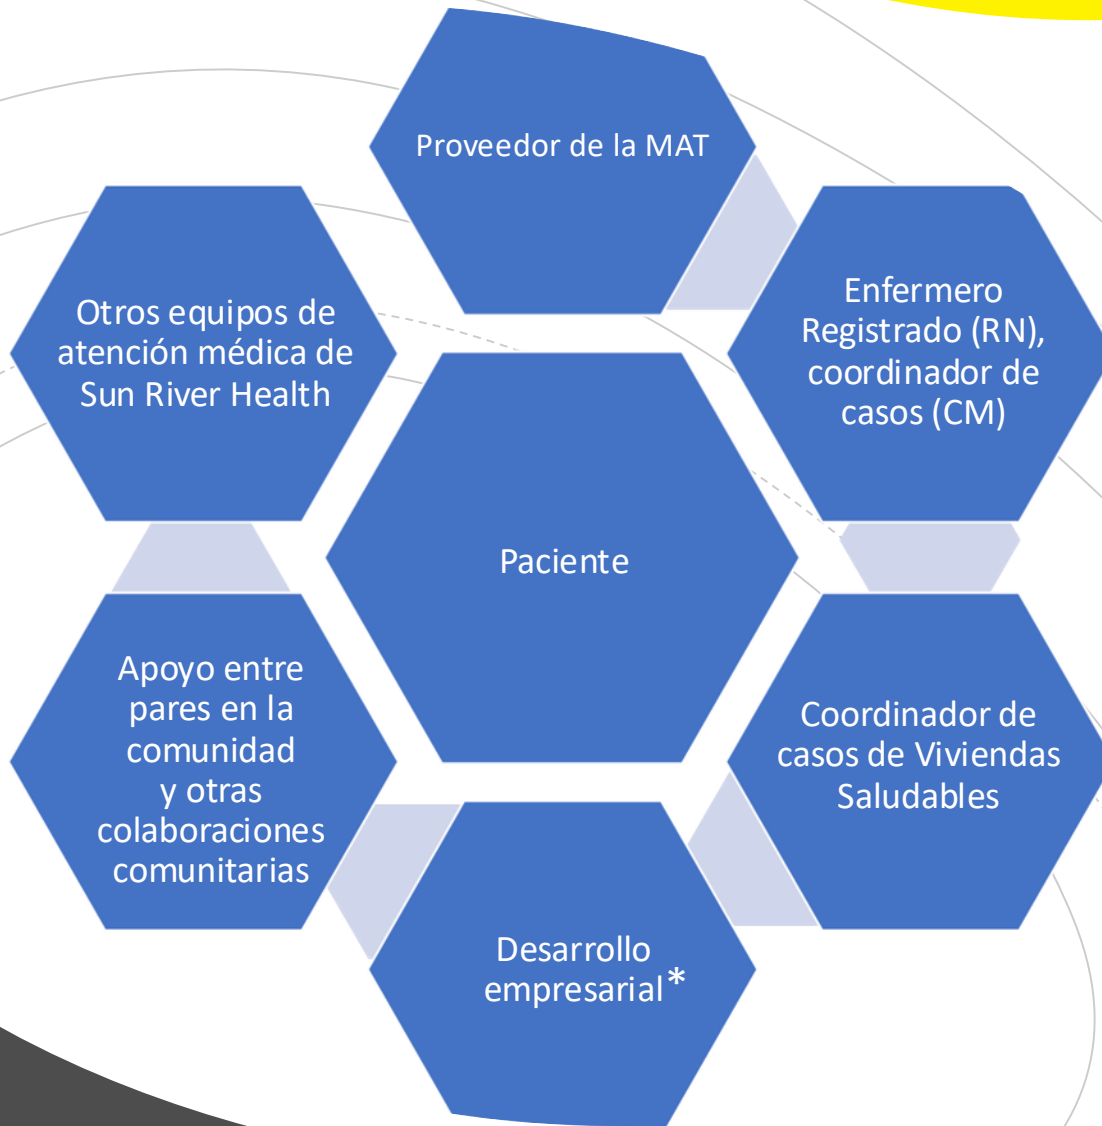 Proveedor de la MAT
Enfermero
Registrado (RN),
coordinador de
casos (CM)
Otros equipos de
atención médica de
Sun River Health
Paciente
Apoyo entre
pares en la
comunidad
y otras
colaboraciones
comunitarias
Coordinador de
casos de Viviendas
Saludables
Desarrollo
empresarial*